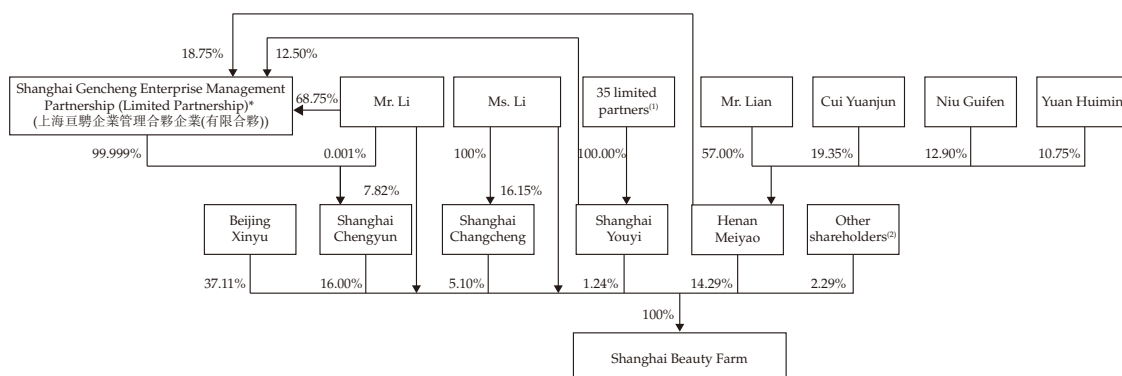 18.75%
12.50%
Shanghai Gencheng Enterprise Management
Partnership (Limited Partnership)*
(上海亘聘企業管理合夥企業(有限合夥))
68.75%
Mr. Li
Ms. Li
35 limited
partners(1)
Mr. Lian
Cui Yuanjun
Niu Guifen
Yuan Huimin
99.999%
0.001%
100%
100.00%
57.00%
19.35%
12.90%
10.75%
7.82%
16.15%
Beijing
Xinyu
Shanghai
Chengyun
Shanghai
Changcheng
Shanghai
Youyi
Henan
Meiyao
Other
shareholders(2)
37.11%
16.00%
5.10%
1.24%
14.29%
2.29%
100%
Shanghai Beauty Farm